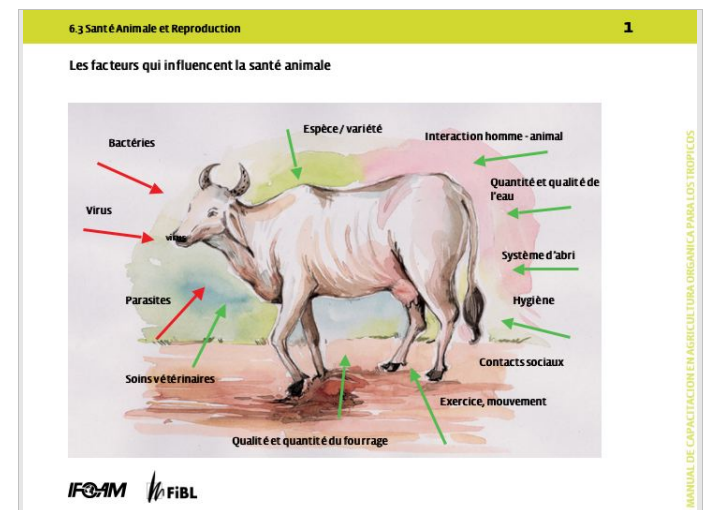 6.3 Santé Animale et Reproduction
1
Les facteurs qui influencent la santé animale
Bactéries
Espèce / variété
Interaction homme - animal
Quantité et qualité de
l'eau
Virus
virus
Système d'abri
Parasites
Hygiène
Contacts sociaux
Soins vétérinaires
Exercice, mouvement
Qualité et quantité du fourrage
IFOAM
FiBL
MANUAL DE CAPACITACION EN AGRICULTURA ORGANICA PARA LOS TROPICOS